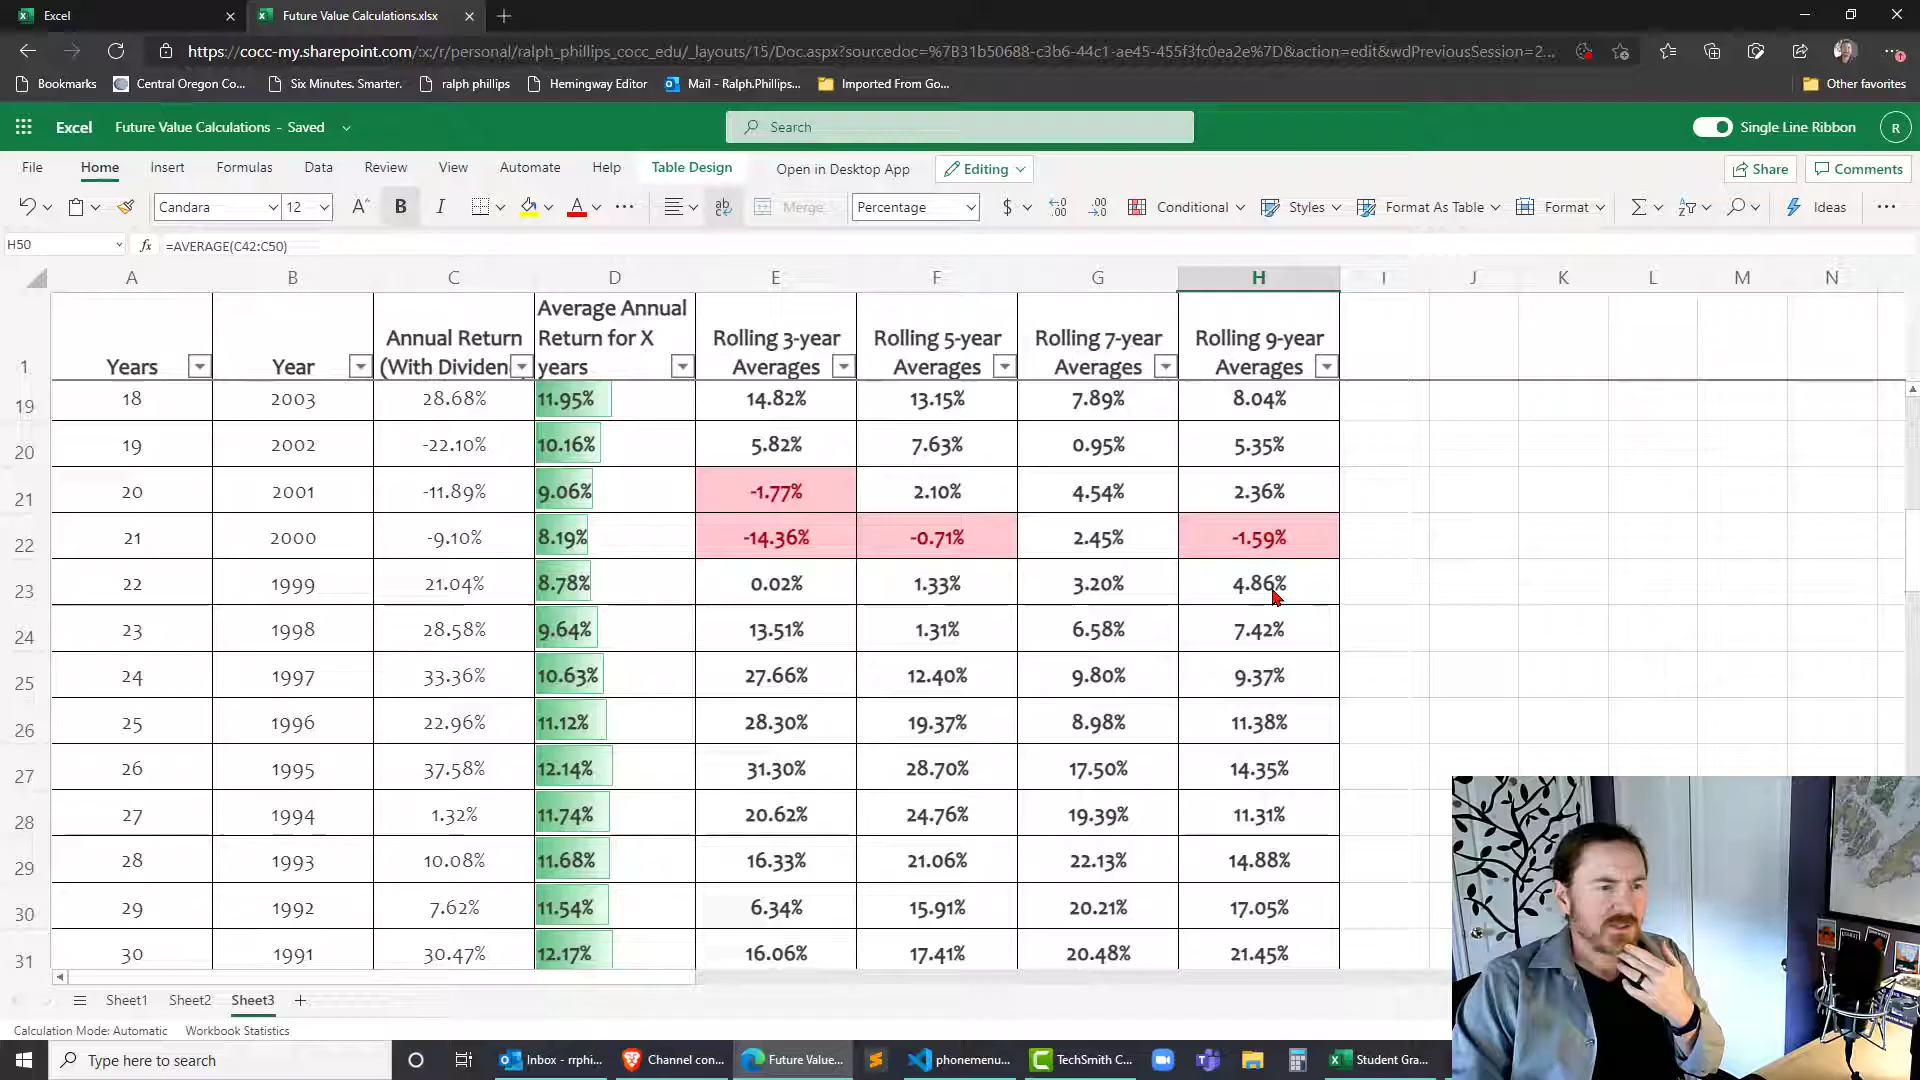 Excel
Future Value Calculations.xlsx
https://cocc-my.sharepoint.com/:x:/r/personal/ralph_phillips_cocc_edu/_layouts/15/Doc.aspx?sourcedoc=%7B31b50688-c3b6-44c1-ae45-455f3fc0ea2e%7D&action=edit&wdPreviousSession=2...
Bookmarks Central Oregon Co... Six Minutes. Smarter. ralph phillips Hemingway Editor Mail - Ralph.Phillips... Imported From Go... Other favorites
Excel Future Value Calculations - Saved Search Single Line Ribbon R
File Home Insert Formulas Data Review View Automate Help Table Design Open in Desktop App Editing Share Comments
Candara 12 A B I A ab Merge Percentage $ .00 .00 Conditional Styles Format As Table Format Ideas
H50 fx =AVERAGE(C42:C50)
A B C D E F G H I J K L M N
1 Years Year Annual Return (With Dividen Average Annual Return for X years Rolling 3-year Averages Rolling 5-year Averages Rolling 7-year Averages Rolling 9-year Averages
19 18 2003 28.68% 11.95% 14.82% 13.15% 7.89% 8.04%
20 19 2002 -22.10% 10.16% 5.82% 7.63% 0.95% 5.35%
21 20 2001 -11.89% 9.06% -1.77% 2.10% 4.54% 2.36%
22 21 2000 -9.10% 8.19% -14.36% -0.71% 2.45% -1.59%
23 22 1999 21.04% 8.78% 0.02% 1.33% 3.20% 4.86%
24 23 1998 28.58% 9.64% 13.51% 1.31% 6.58% 7.42%
25 24 1997 33.36% 10.63% 27.66% 12.40% 9.80% 9.37%
26 25 1996 22.96% 11.12% 28.30% 19.37% 8.98% 11.38%
27 26 1995 37.58% 12.14% 31.30% 28.70% 17.50% 14.35%
28 27 1994 1.32% 11.74% 20.62% 24.76% 19.39% 11.31%
29 28 1993 10.08% 11.68% 16.33% 21.06% 22.13% 14.88%
30 29 1992 7.62% 11.54% 6.34% 15.91% 20.21% 17.05%
31 30 1991 30.47% 12.17% 16.06% 17.41% 20.48% 21.45%
Sheet1 Sheet2 Sheet3
Calculation Mode: Automatic Workbook Statistics
Type here to search Inbox - rrphi... Channel con... Future Value... phonemenu... TechSmith C... Student Gra...